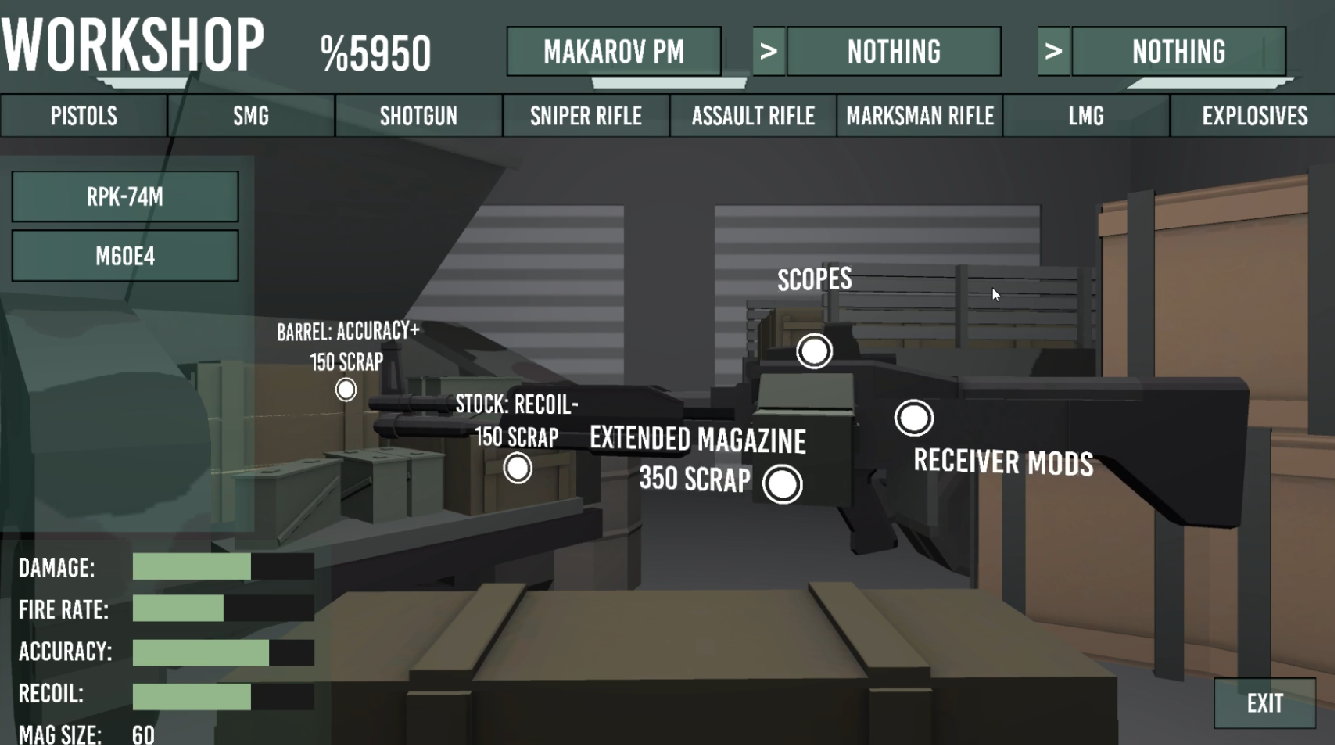 WORKSHOP
%5950
MAKAROV PM
>
NOTHING
>
NOTHING
PISTOLS
SMG
SHOTGUN
SNIPER RIFLE
ASSAULT RIFLE
MARKSMAN RIFLE
LMG
EXPLOSIVES
RPK-74M
M60E4
SCOPES
BARREL: ACCURACY+
150 SCRAP
STOCK: RECOIL-
150 SCRAP
EXTENDED MAGAZINE
350 SCRAP
RECEIVER MODS
DAMAGE:
FIRE RATE:
ACCURACY:
RECOIL:
MAG SIZE: 60
EXIT